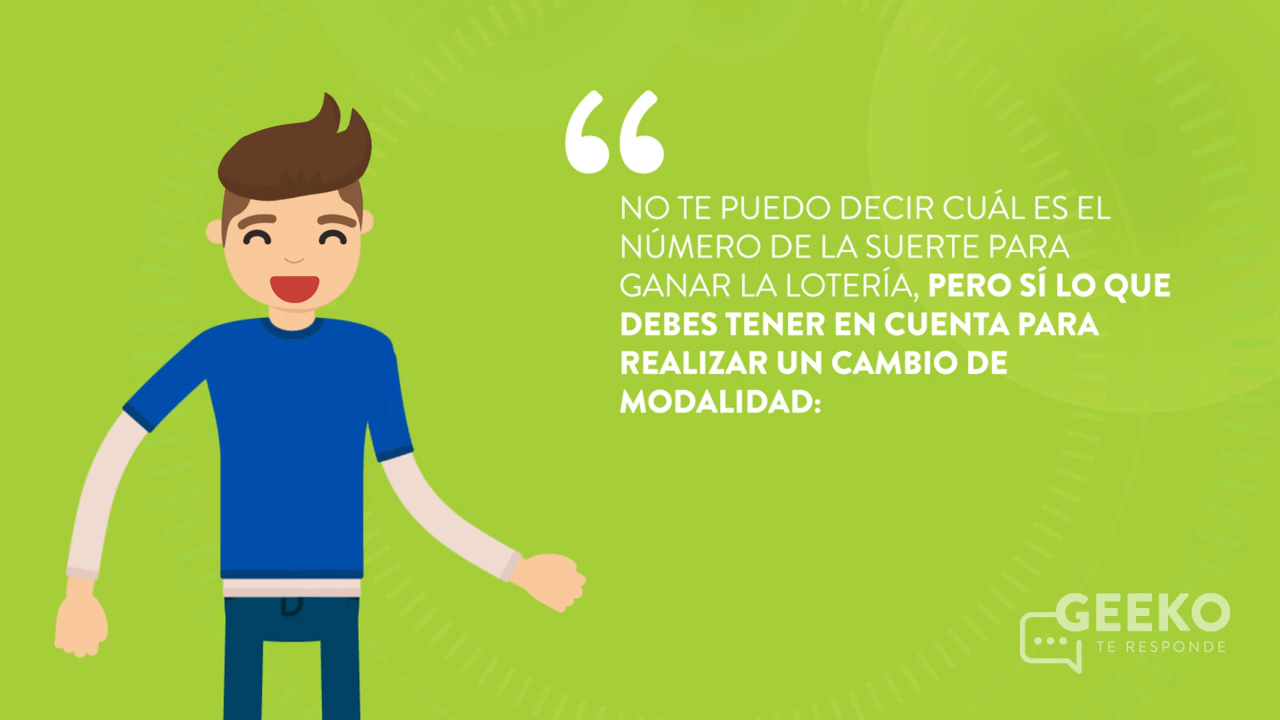 “
NO TE PUEDO DECIR CUÁL ES EL
NÚMERO DE LA SUERTE PARA
GANAR LA LOTERÍA, PERO SÍ LO QUE
DEBES TENER EN CUENTA PARA
REALIZAR UN CAMBIO DE
MODALIDAD:
GEEKO
TE RESPONDE